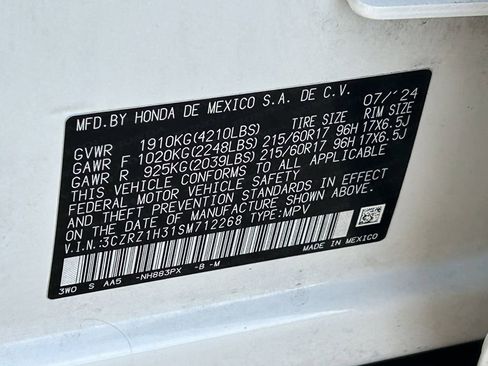 MFD.BY HONDA DE MEXICO S.A. DE C.V. 07/'24
TIRE SIZE RIM SIZE
GVWR 1910KG(4210LBS)
GAWR F 1020KG(2248LBS) 215/60R17 96H 17X6.5J
GAWR R 925KG(2039LBS) 215/60R17 96H 17X6.5J
THIS VEHICLE CONFORMS TO ALL APPLICABLE
FEDERAL MOTOR VEHICLE SAFETY
AND THEFT PREVENTION STANDARDS IN EFFECT
ON THE DATE OF MANUFACTURE SHOWN ABOVE.
V.I.N.:3CZRZ1H31SM712268 TYPE:MPV
MADE IN MEXICO
3W0 S AA5 -NH883PX -B -M